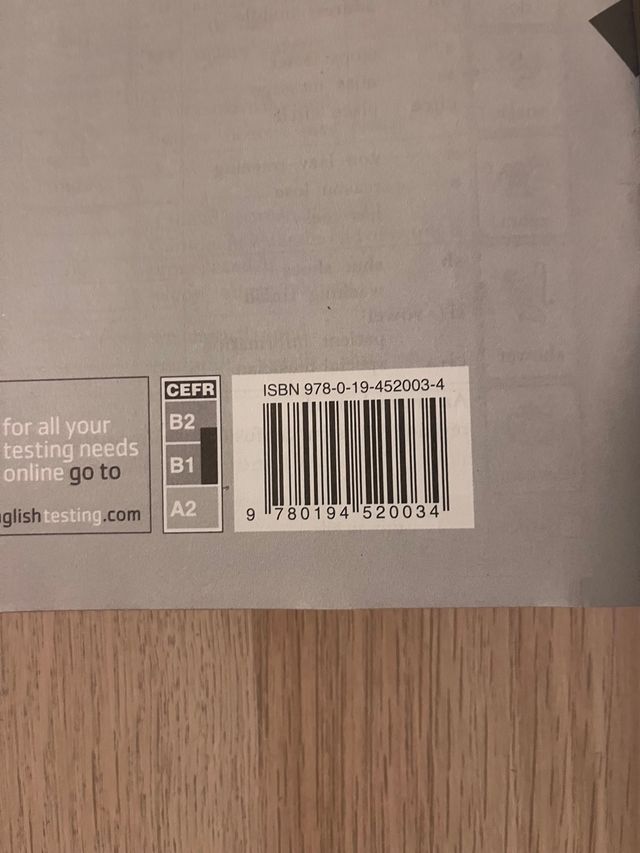 for all your
testing needs
online go to
glishtesting.com
CEFR
B2
B1
A2
ISBN 978-0-19-452003-4
9 780194 520034